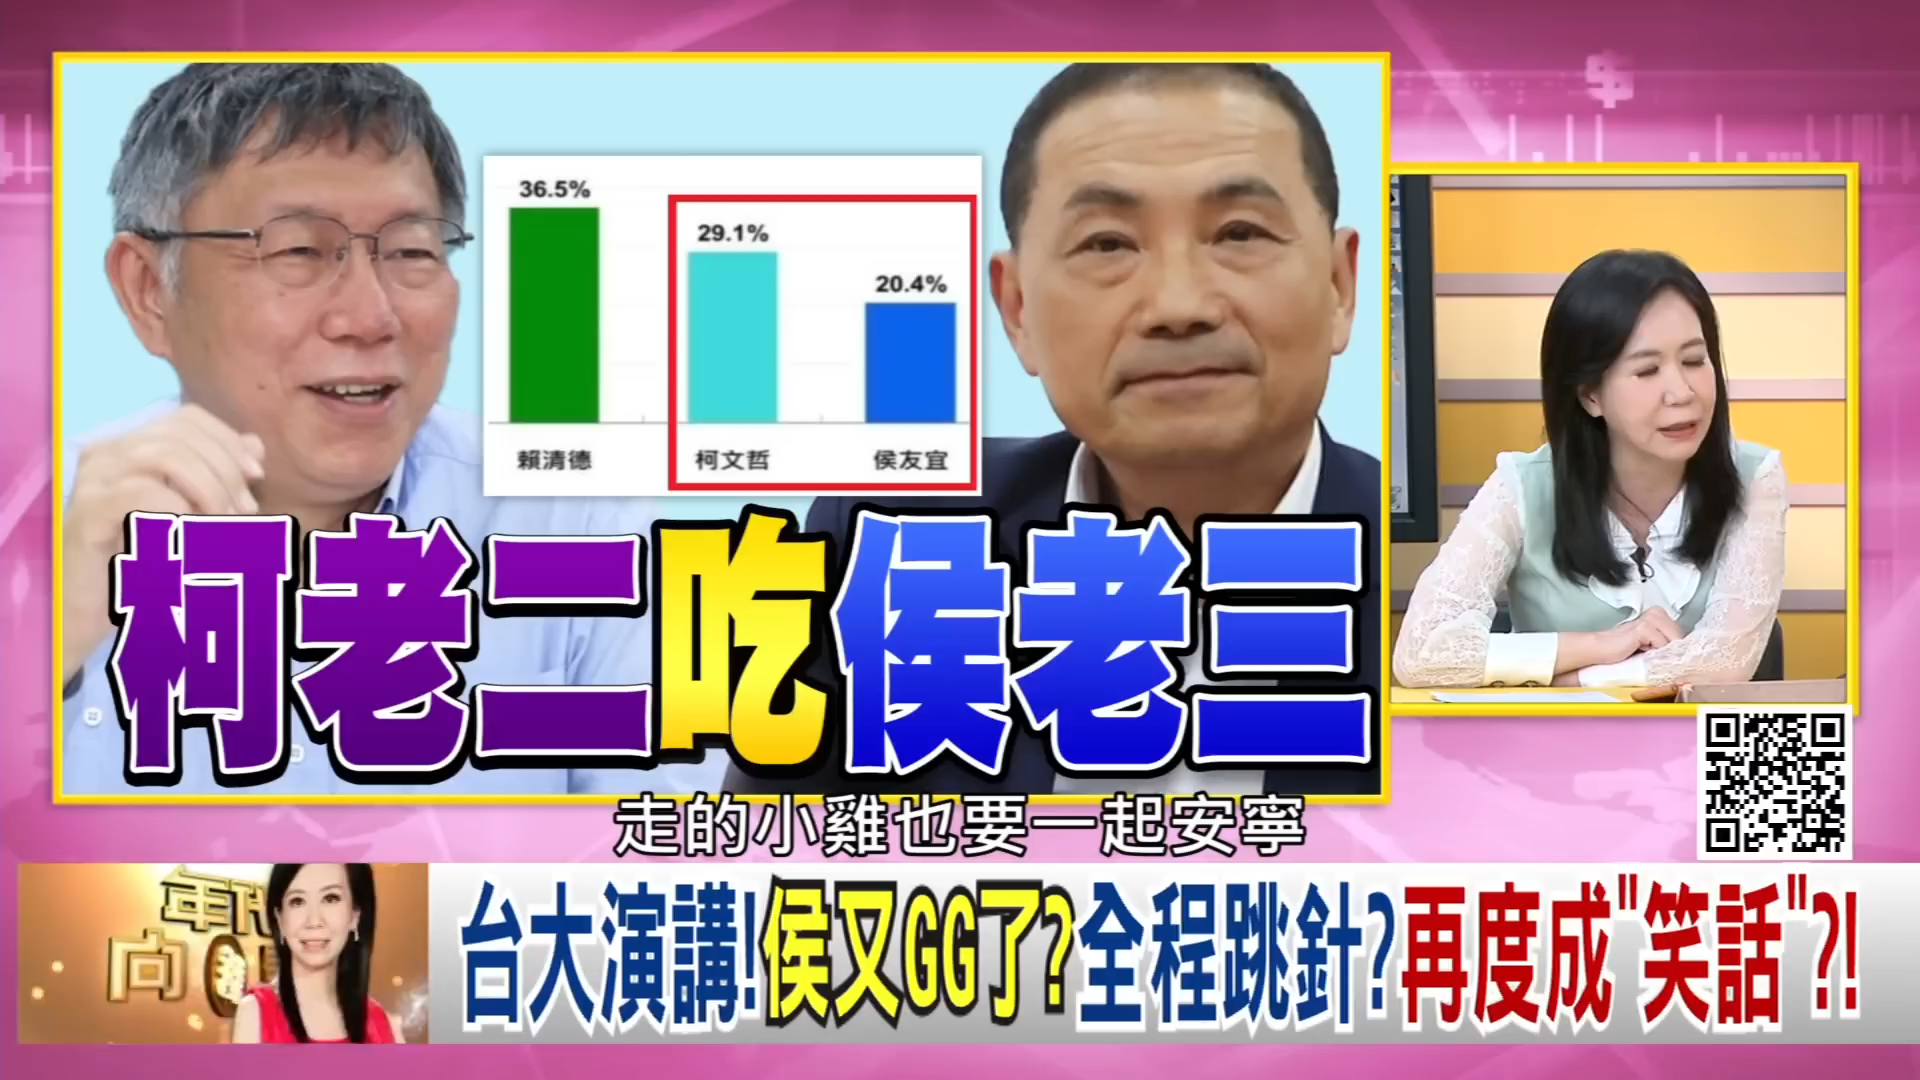 36.5%
29.1%
20.4%
賴清德
柯文哲
侯友宜
柯老二吃侯老三
走的小雞也要一起安寧
年代
向
台大演講!侯又GG了?全程跳針?再度成"笑話"?!